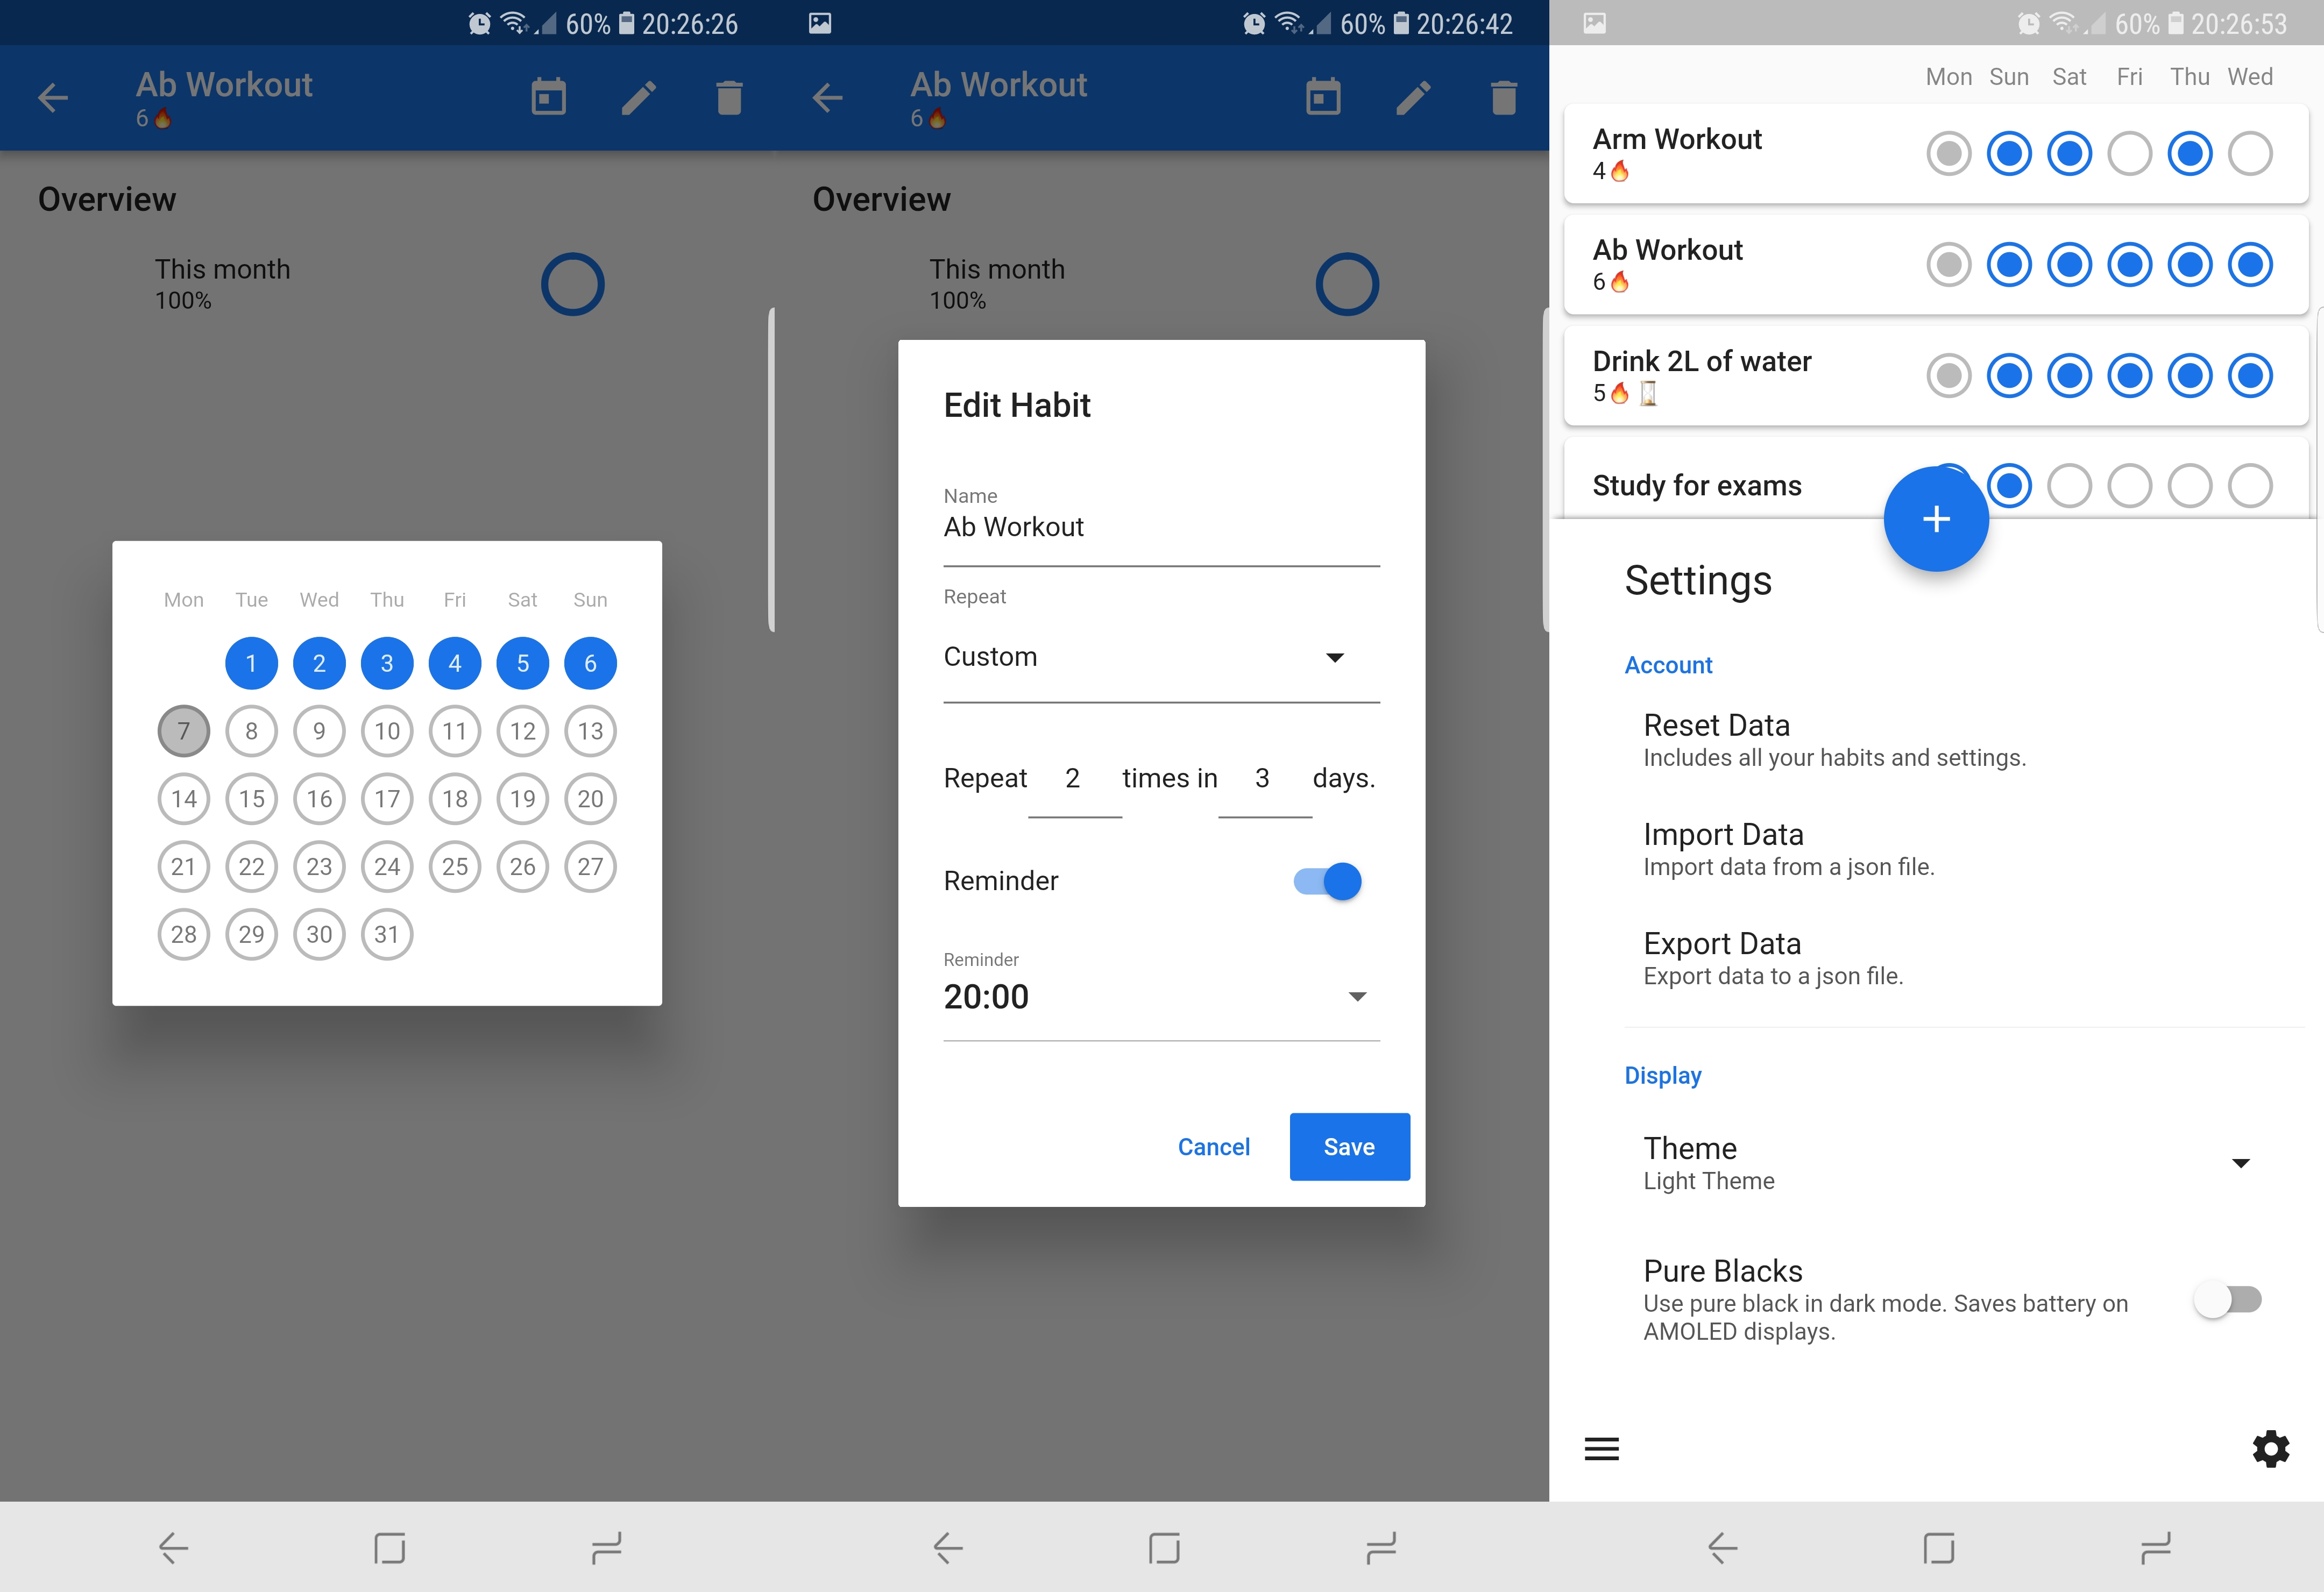 60% 20:26:26
Ab Workout
6🔥
Overview
This month
100%
Mon Tue Wed Thu Fri Sat Sun
1 2 3 4 5 6
7 8 9 10 11 12 13
14 15 16 17 18 19 20
21 22 23 24 25 26 27
28 29 30 31
60% 20:26:42
Ab Workout
6🔥
Overview
This month
100%
Edit Habit
Name
Ab Workout
Repeat
Custom
Repeat 2 times in 3 days.
Reminder
Reminder
20:00
Cancel Save
60% 20:26:53
Mon Sun Sat Fri Thu Wed
Arm Workout
4🔥
Ab Workout
6🔥
Drink 2L of water
5🔥⏳
Study for exams
+
Settings
Account
Reset Data
Includes all your habits and settings.
Import Data
Import data from a json file.
Export Data
Export data to a json file.
Display
Theme
Light Theme
Pure Blacks
Use pure black in dark mode. Saves battery on
AMOLED displays.